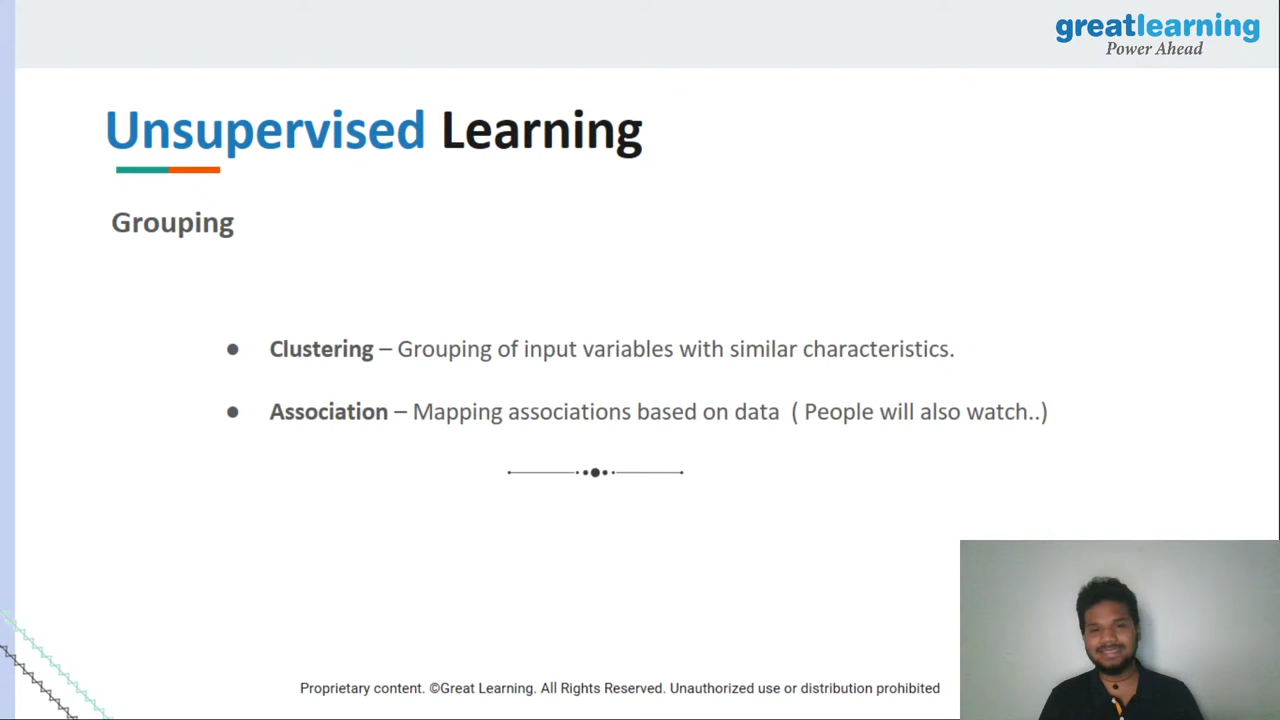 greatlearning
Power Ahead
Unsupervised Learning
Grouping
● Clustering – Grouping of input variables with similar characteristics.
● Association – Mapping associations based on data ( People will also watch..)
Proprietary content. ©Great Learning. All Rights Reserved. Unauthorized use or distribution prohibited